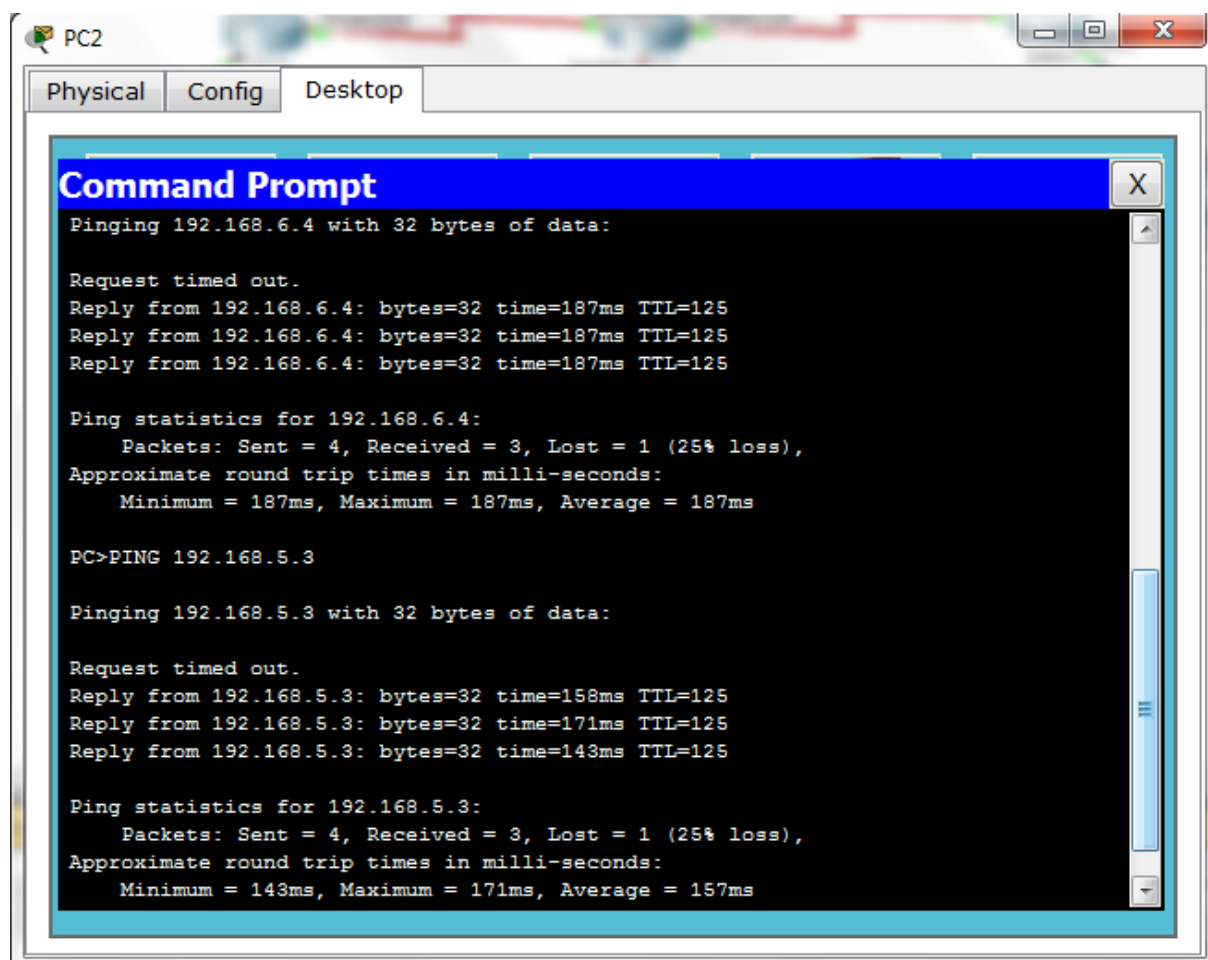 PC2
Physical Config Desktop
Command Prompt
X
Pinging 192.168.6.4 with 32 bytes of data:
Request timed out.
Reply from 192.168.6.4: bytes=32 time=187ms TTL=125
Reply from 192.168.6.4: bytes=32 time=187ms TTL=125
Reply from 192.168.6.4: bytes=32 time=187ms TTL=125
Ping statistics for 192.168.6.4:
Packets: Sent = 4, Received = 3, Lost = 1 (25% loss),
Approximate round trip times in milli-seconds:
Minimum = 187ms, Maximum = 187ms, Average = 187ms
PC>PING 192.168.5.3
Pinging 192.168.5.3 with 32 bytes of data:
Request timed out.
Reply from 192.168.5.3: bytes=32 time=158ms TTL=125
Reply from 192.168.5.3: bytes=32 time=171ms TTL=125
Reply from 192.168.5.3: bytes=32 time=143ms TTL=125
Ping statistics for 192.168.5.3:
Packets: Sent = 4, Received = 3, Lost = 1 (25% loss),
Approximate round trip times in milli-seconds:
Minimum = 143ms, Maximum = 171ms, Average = 157ms